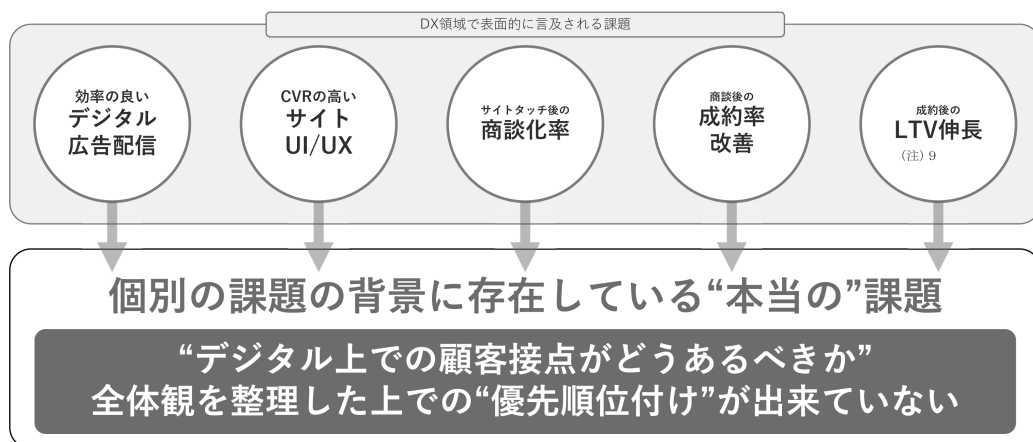 DX領域で表面的に言及される課題
効率の良い
デジタル
広告配信
CVRの高い
サイト
UI/UX
サイトタッチ後の
商談化率
商談後の
成約率
改善
成約後の
LTV伸長
(注) 9
個別の課題の背景に存在している“本当の”課題
“デジタル上での顧客接点がどうあるべきか”
全体観を整理した上での“優先順位付け”が出来ていない